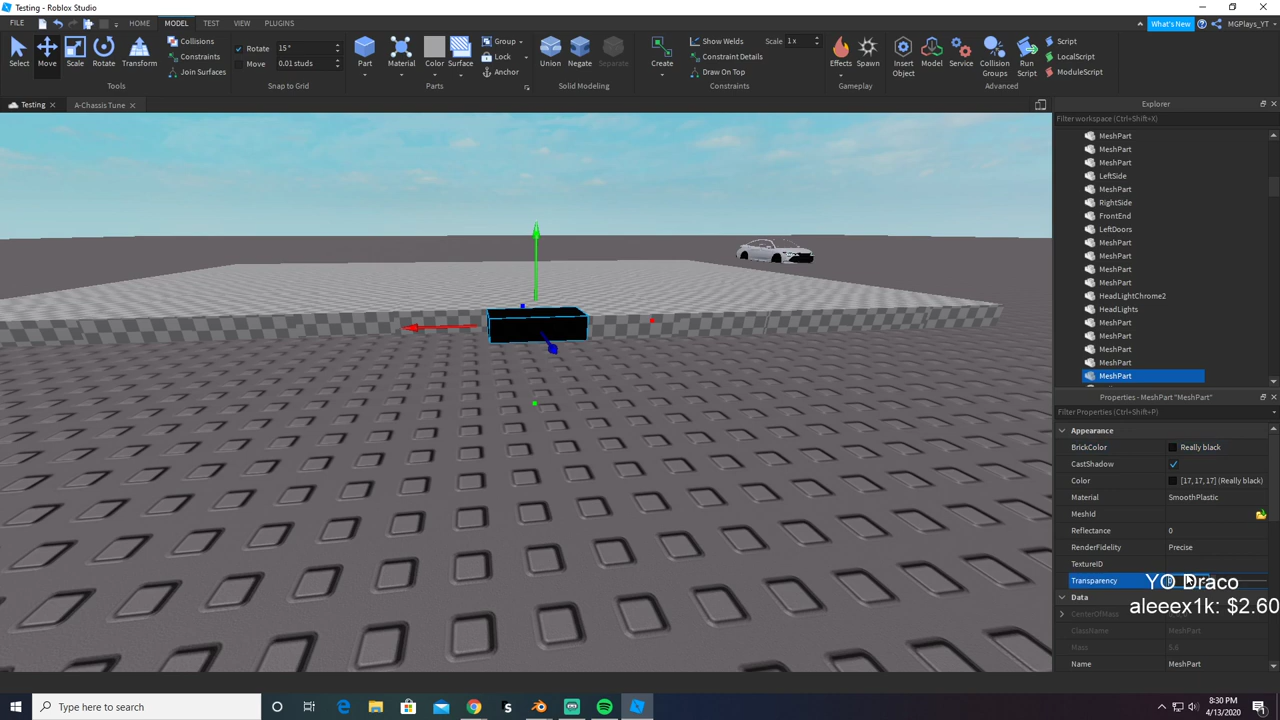 Testing - Roblox Studio
FILE HOME MODEL TEST VIEW PLUGINS What's New MGPlays_YT
Select Move Scale Rotate Transform
Tools
Collisions
Constraints
Join Surfaces
Rotate 15°
Move 0.01 studs
Snap to Grid
Part Material Color Surface
Group
Lock
Anchor
Parts
Union Negate Separate
Solid Modeling
Create
Show Welds Scale 1 x
Constraint Details
Draw On Top
Constraints
Effects Spawn
Gameplay
Insert Object Model Service Collision Groups Run Script
Script
LocalScript
ModuleScript
Advanced
Testing A-Chassis Tune
Explorer
Filter workspace (Ctrl+Shift+X)
MeshPart
MeshPart
MeshPart
LeftSide
MeshPart
RightSide
FrontEnd
LeftDoors
MeshPart
MeshPart
MeshPart
MeshPart
HeadLightChrome2
HeadLights
MeshPart
MeshPart
MeshPart
MeshPart
MeshPart
Properties - MeshPart "MeshPart"
Filter Properties (Ctrl+Shift+P)
Appearance
BrickColor Really black
CastShadow
Color [17, 17, 17] (Really black)
Material SmoothPlastic
MeshId
Reflectance 0
RenderFidelity Precise
TextureID
Transparency
YO Draco
Data
aleeex1k: $2.60
CenterOfMass
ClassName MeshPart
Mass 5.6
Name MeshPart
Type here to search
8:30 PM
4/13/2020